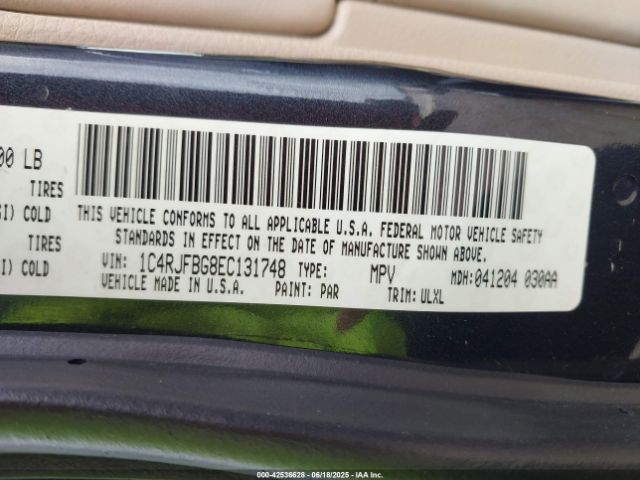 00 LB
TIRES
SI) COLD
TIRES
I) COLD
THIS VEHICLE CONFORMS TO ALL APPLICABLE U.S.A. FEDERAL MOTOR VEHICLE SAFETY
STANDARDS IN EFFECT ON THE DATE OF MANUFACTURE SHOWN ABOVE.
VIN: 1C4RJFBG8EC131748 TYPE: MPV MDH:041204 030AA
VEHICLE MADE IN U.S.A. PAINT: PAR TRIM: ULXL
000-42536628 - 06/18/2025 - © IAA Inc.